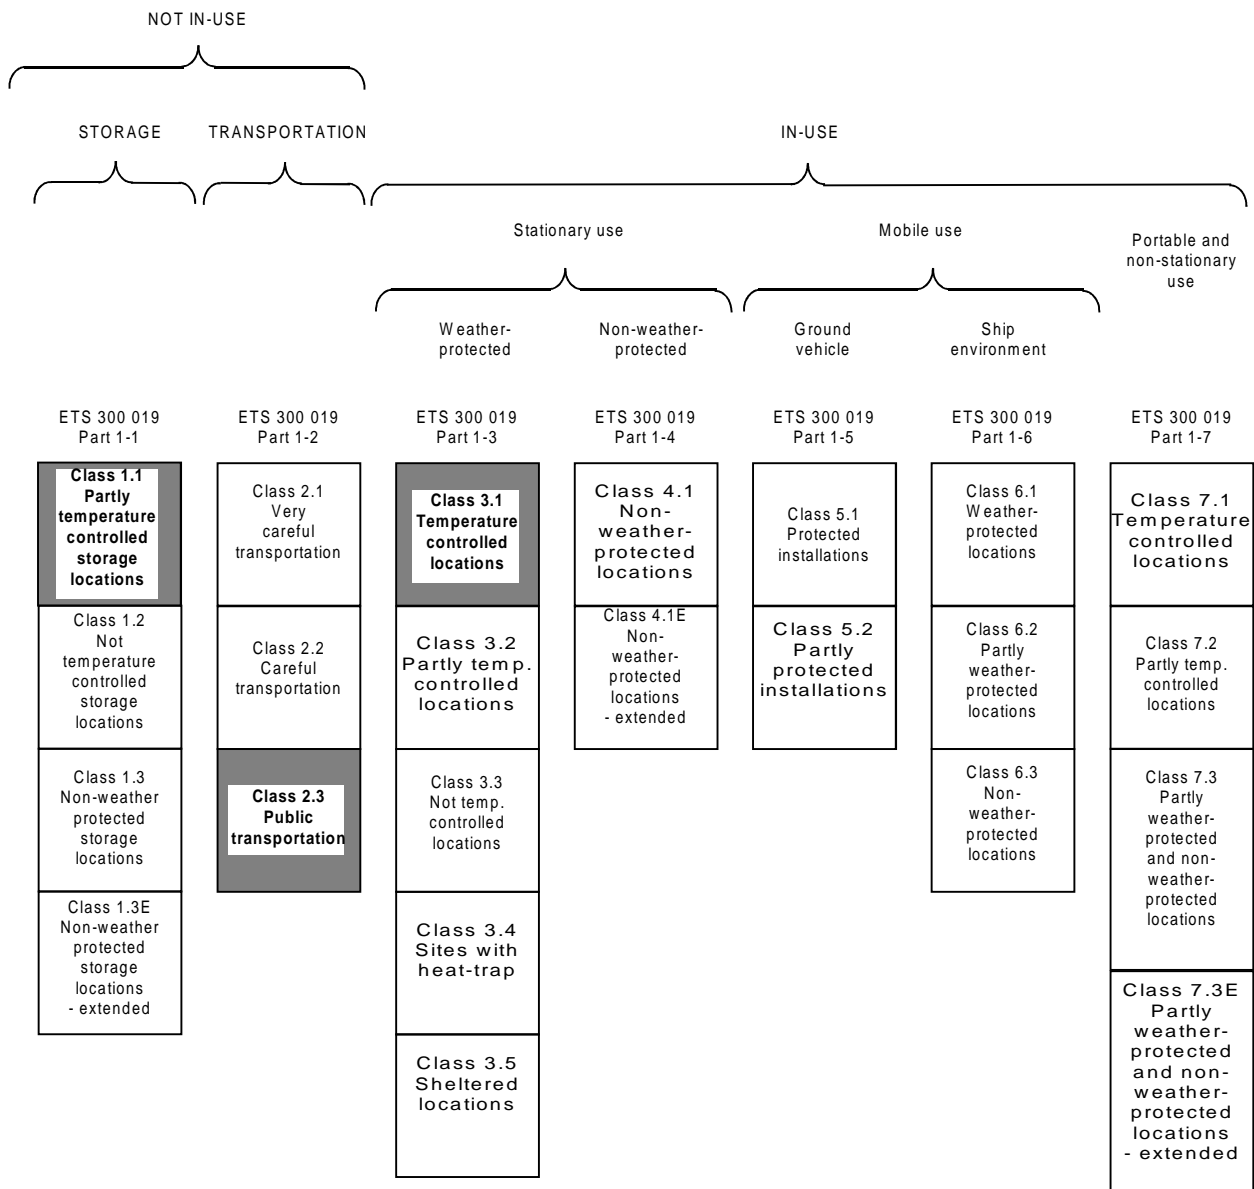 NOT IN-USE
STORAGE
TRANSPORTATION
IN-USE
Stationary use
Mobile use
Portable and
non-stationary
use
Weather-
protected
Non-weather-
protected
Ground
vehicle
Ship
environment
ETS 300 019
Part 1-1
ETS 300 019
Part 1-2
ETS 300 019
Part 1-3
ETS 300 019
Part 1-4
ETS 300 019
Part 1-5
ETS 300 019
Part 1-6
ETS 300 019
Part 1-7
Class 1.1
Partly
temperature
controlled
storage
locations
Class 1.2
Not
temperature
controlled
storage
locations
Class 1.3
Non-weather
protected
storage
locations
Class 1.3E
Non-weather
protected
storage
locations
- extended
Class 2.1
Very
careful
transportation
Class 2.2
Careful
transportation
Class 2.3
Public
transportation
Class 3.1
Temperature
controlled
locations
Class 3.2
Partly temp.
controlled
locations
Class 3.3
Not temp.
controlled
locations
Class 3.4
Sites with
heat-trap
Class 3.5
Sheltered
locations
Class 4.1
Non-
weather-
protected
locations
Class 4.1E
Non-
weather-
protected
locations
- extended
Class 5.1
Protected
installations
Class 5.2
Partly
protected
installations
Class 6.1
Weather-
protected
locations
Class 6.2
Partly
weather-
protected
locations
Class 6.3
Non-
weather-
protected
locations
Class 7.1
Temperature
controlled
locations
Class 7.2
Partly temp.
controlled
locations
Class 7.3
Partly
weather-
protected
and non-
weather-
protected
locations
Class 7.3E
Partly
weather-
protected
and non-
weather-
protected
locations
- extended